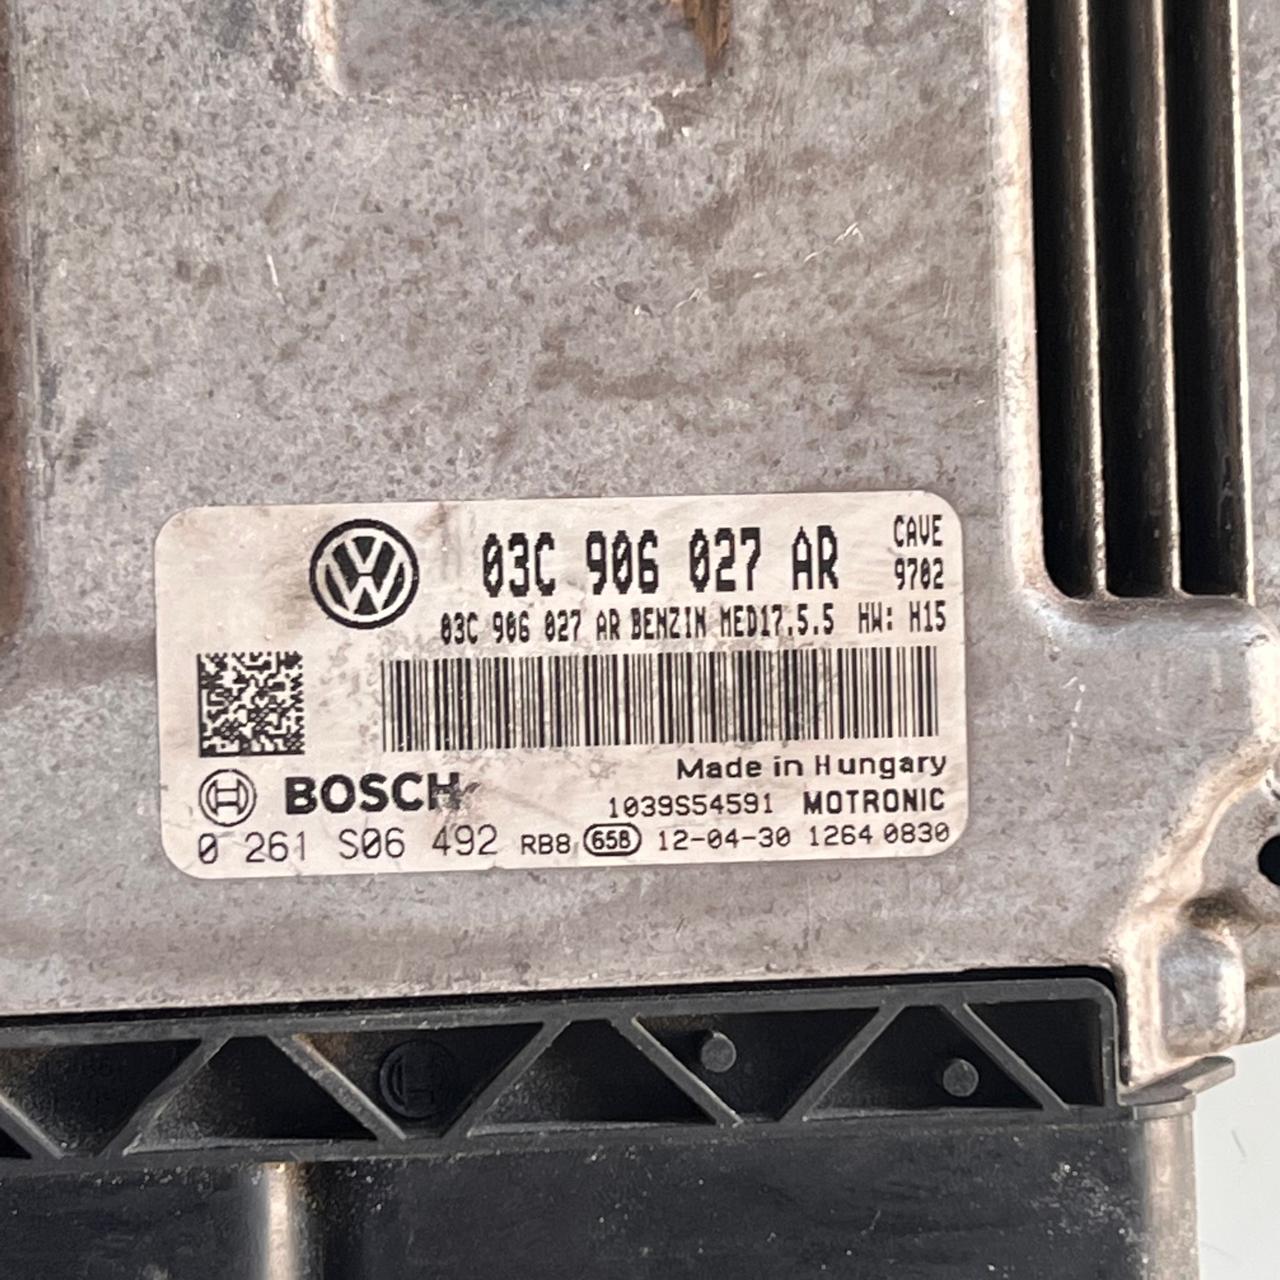 03C 906 027 AR CAVE
9702
03C 906 027 AR BENZIN MED17.5.5 HW: H15
Made in Hungary
BOSCH
1039S54591 MOTRONIC
0 261 S06 492 RB8 658 12-04-30 1264 0830